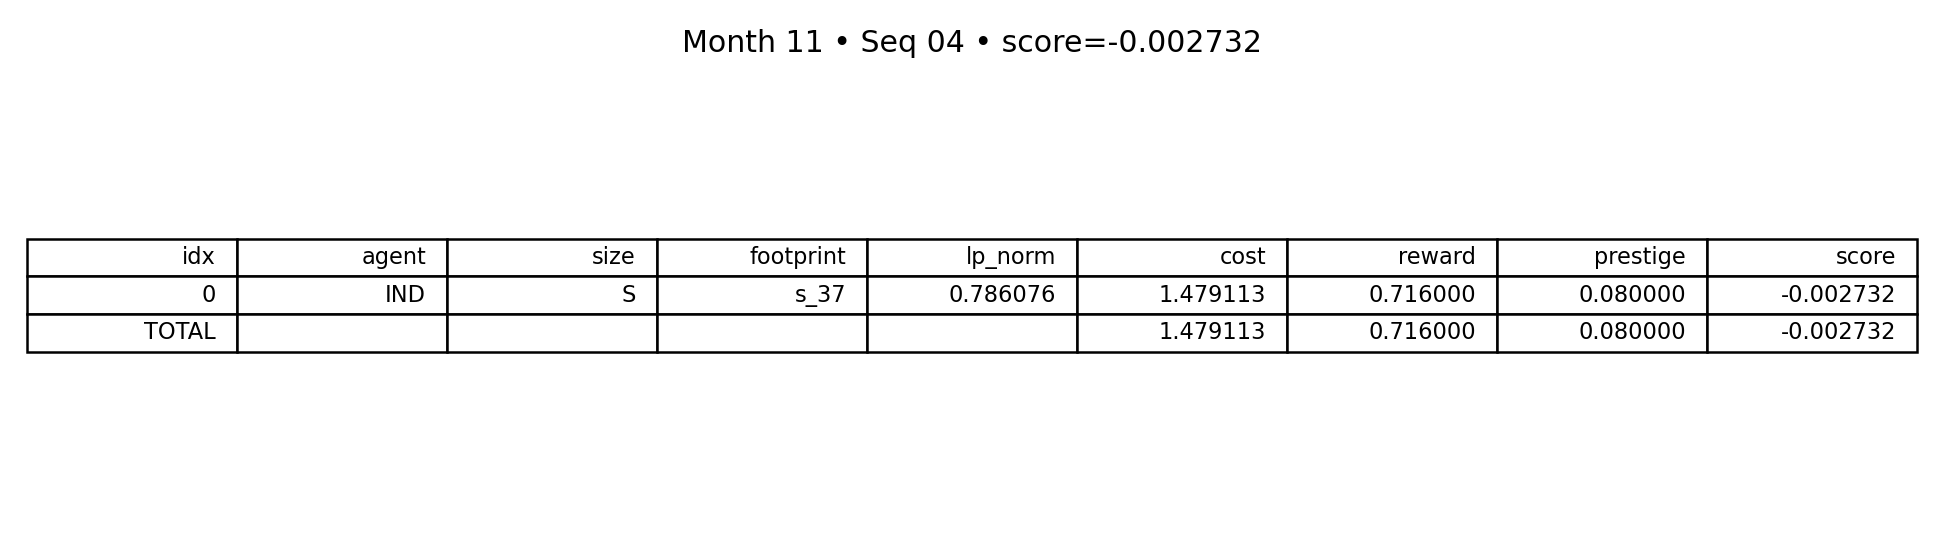 Month 11 • Seq 04 • score=-0.002732
idx agent size footprint lp_norm cost reward prestige score
0 IND S s_37 0.786076 1.479113 0.716000 0.080000 -0.002732
TOTAL 1.479113 0.716000 0.080000 -0.002732